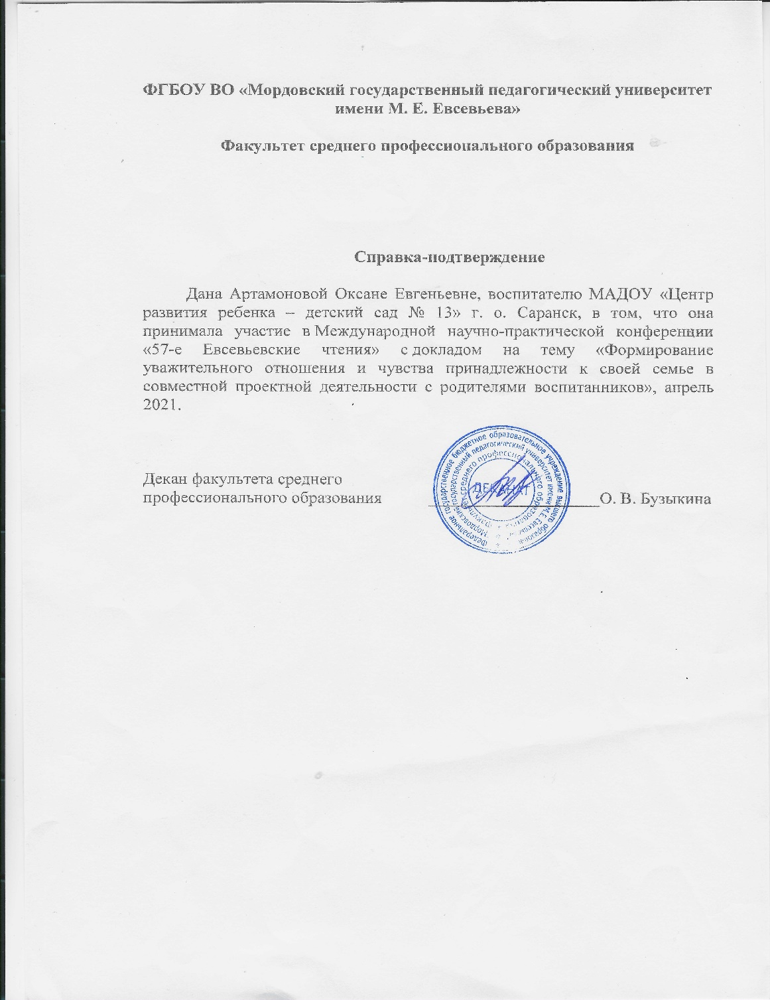 ФГБОУ ВО «Мордовский государственный педагогический университет
имени М. Е. Евсевьева»
Факультет среднего профессионального образования
Справка-подтверждение
Дана Артамоновой Оксане Евгеньевне, воспитателю МАДОУ «Центр
развития ребенка – детский сад № 13» г. о. Саранск, в том, что она
принимала участие в Международной научно-практической конференции
«57-е Евсевьевские чтения» с докладом на тему «Формирование
уважительного отношения и чувства принадлежности к своей семье в
совместной проектной деятельности с родителями воспитанников», апрель
2021.
Декан факультета среднего
профессионального образования О. В. Бузыкина
Федеральное государственное бюджетное образовательное учреждение высшего образования
Мордовский государственный педагогический университет имени М.Е. Евсевьева
Факультет среднего профессионального образования
ДЕКАНАТ